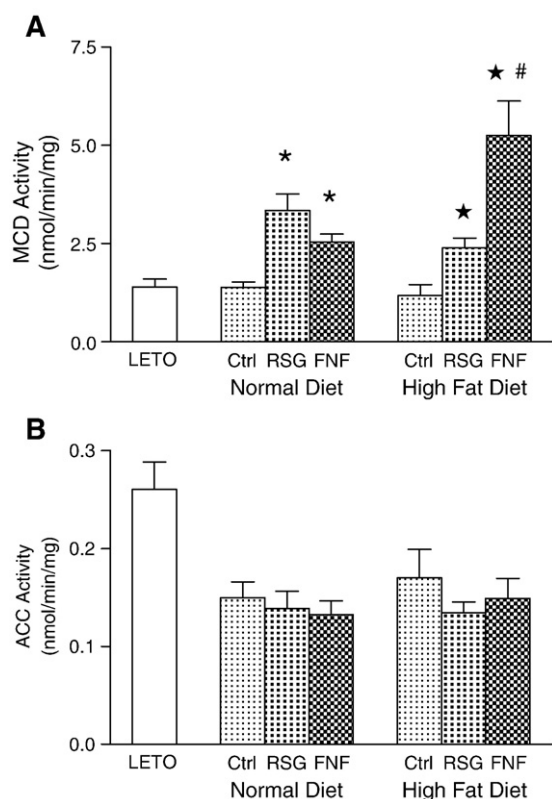 A
7.5
5.0
2.5
0.0
MCD Activity
(nmol/min/mg)
* * ★ ★ #
LETO Ctrl RSG FNF Ctrl RSG FNF
Normal Diet High Fat Diet
B
0.3
0.2
0.1
0.0
ACC Activity
(nmol/min/mg)
LETO Ctrl RSG FNF Ctrl RSG FNF
Normal Diet High Fat Diet